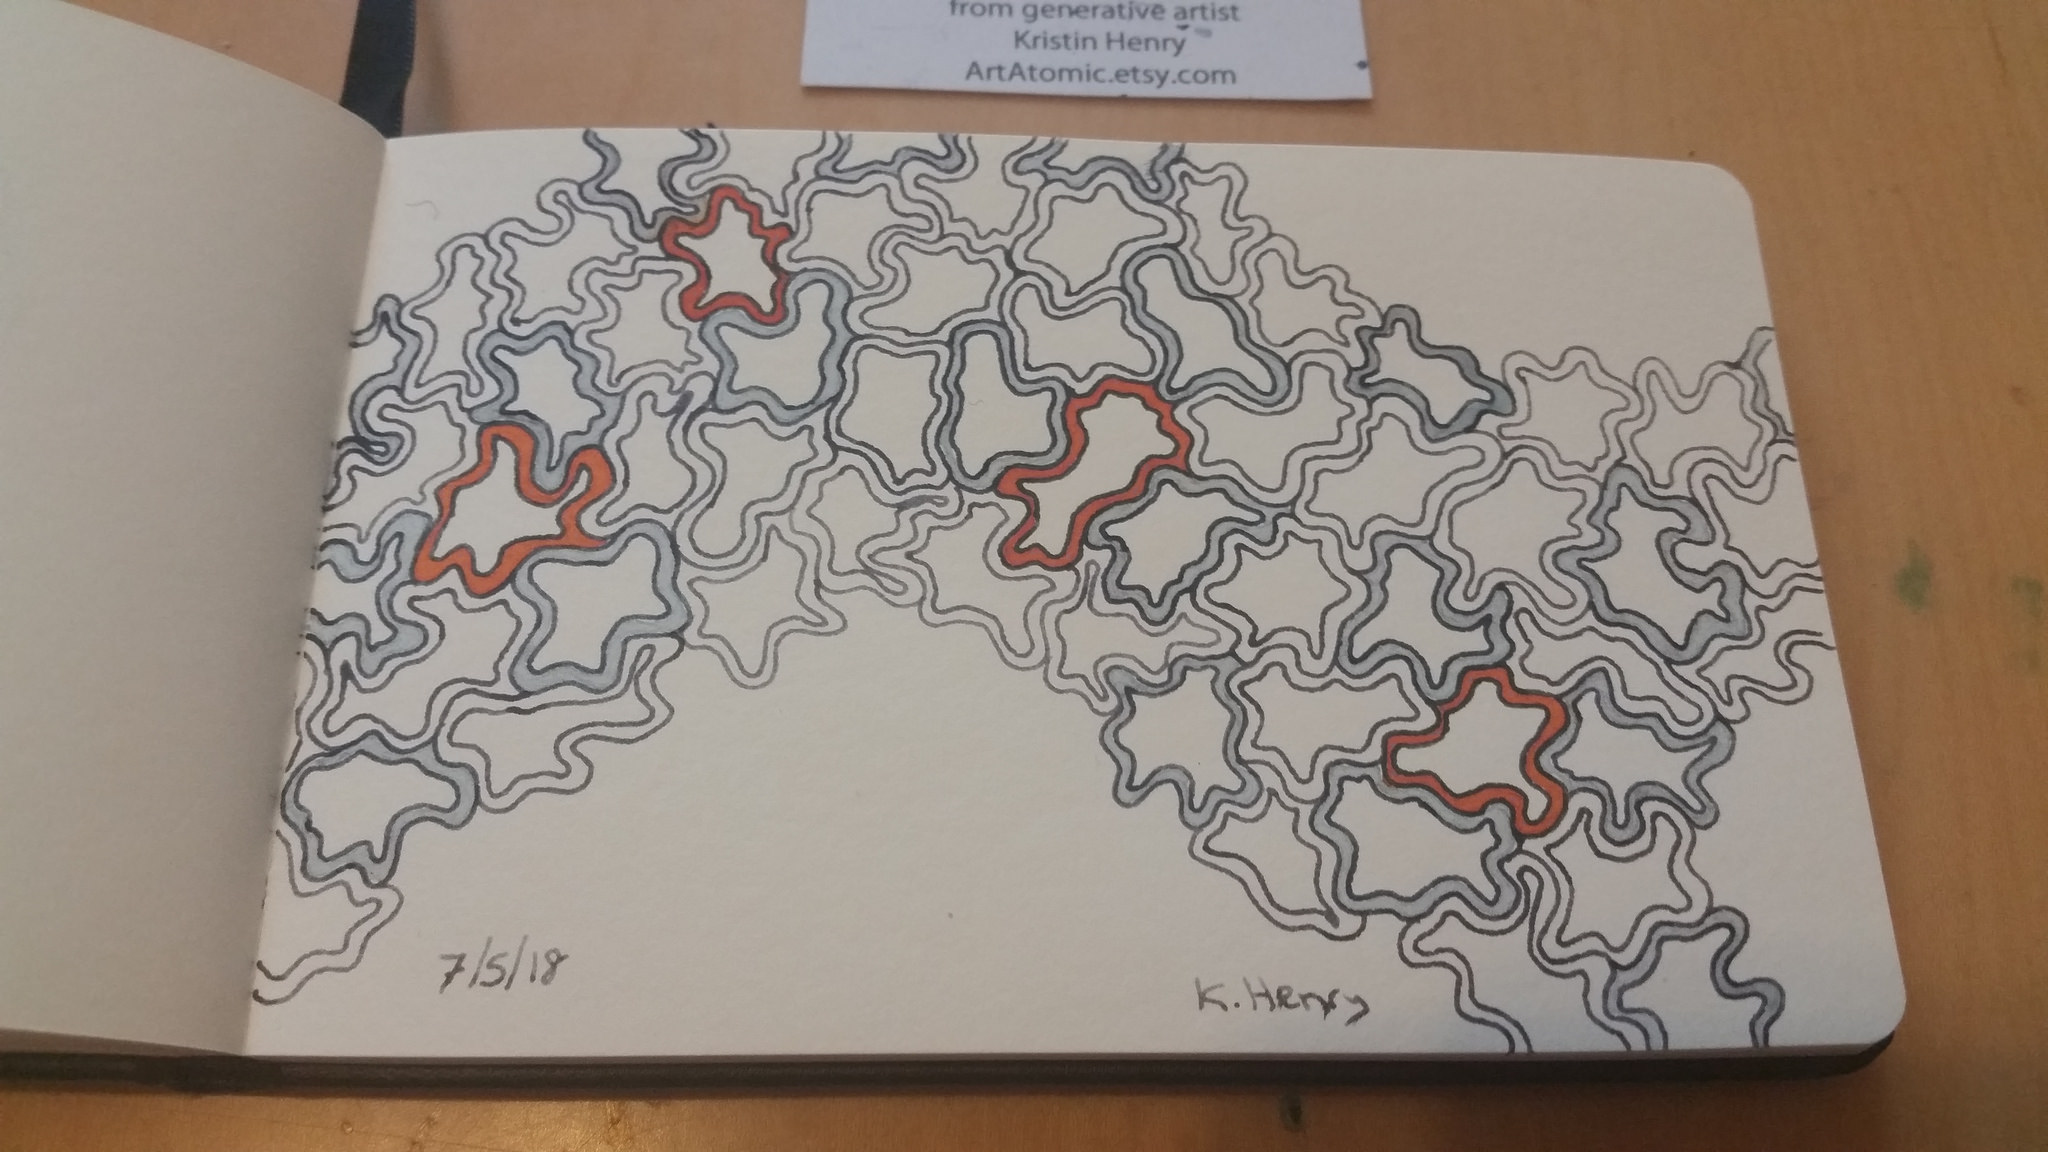 from generative artist
Kristin Henry
ArtAtomic.etsy.com
7/5/18
K. Henry